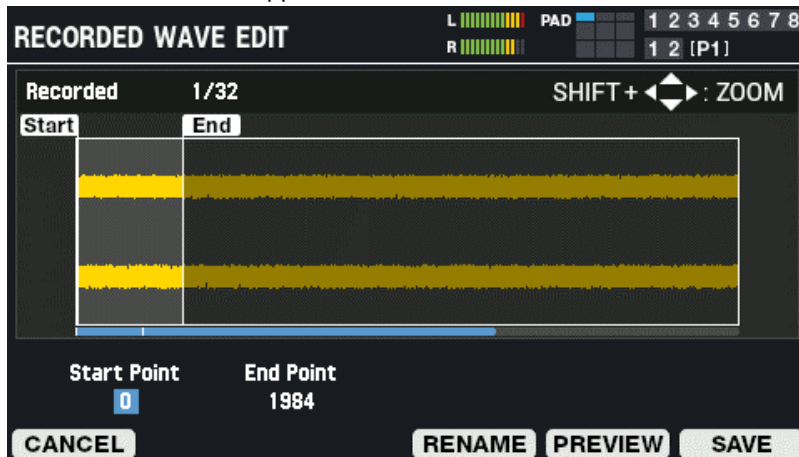 RECORDED WAVE EDIT L PAD 1 2 3 4 5 6 7 8
R 1 2 [P1]
Recorded 1/32 SHIFT+ : ZOOM
Start End
Start Point End Point
0 1984
CANCEL RENAME PREVIEW SAVE